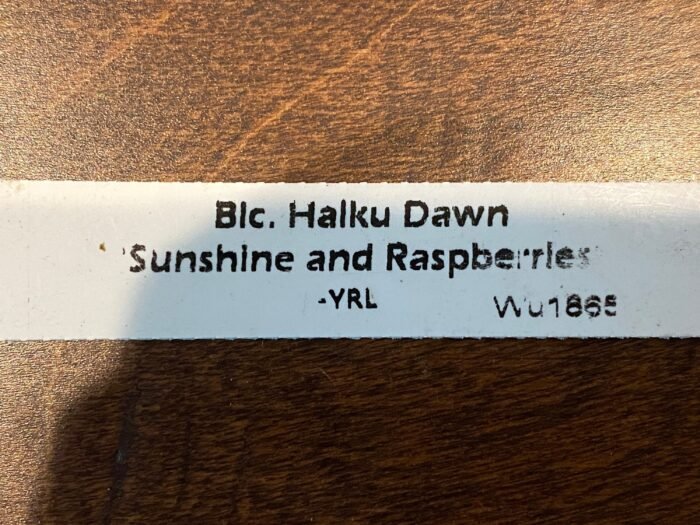 Blc. Haiku Dawn
'Sunshine and Raspberries'
-YRL
Wu1865